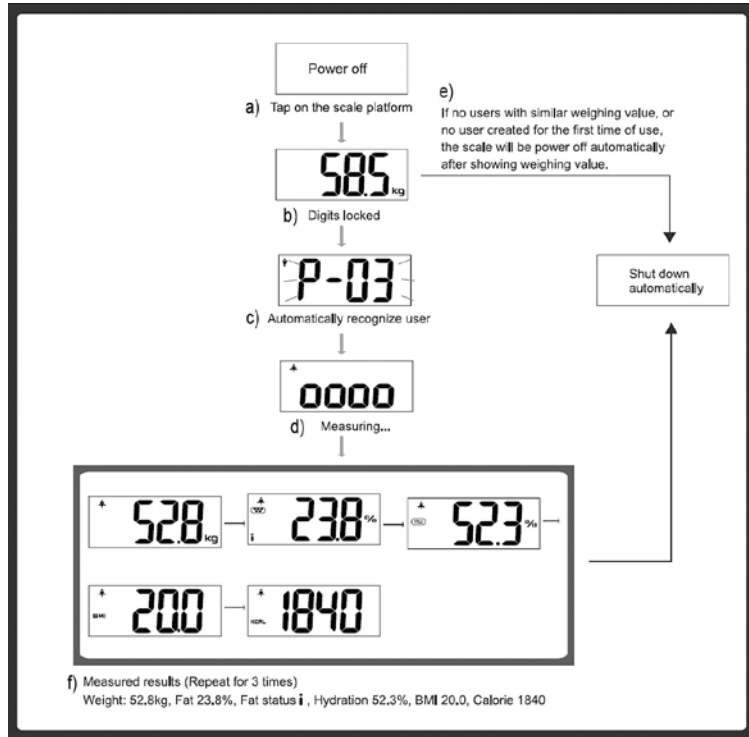 Power off
a) Tap on the scale platform
e)
If no users with similar weighing value, or
no user created for the first time of use,
the scale will be power off automatically
after showing weighing value.
58.5 kg
b) Digits locked
P-03
c) Automatically recognize user
Shut down
automatically
0000
d) Measuring...
52.8 kg
23.8 %
i
52.3 %
BMI 20.0
KCAL 1840
f) Measured results (Repeat for 3 times)
Weight: 52.8kg, Fat 23.8%, Fat status i , Hydration 52.3%, BMI 20.0, Calorie 1840